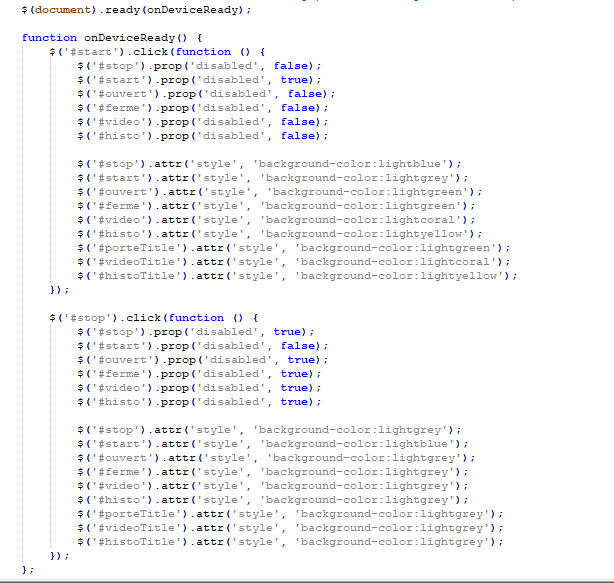 $(document).ready(onDeviceReady);
function onDeviceReady() {
$('#start').click(function () {
$('#stop').prop('disabled', false);
$('#start').prop('disabled', true);
$('#ouvert').prop('disabled', false);
$('#ferme').prop('disabled', false);
$('#video').prop('disabled', false);
$('#histo').prop('disabled', false);
$('#stop').attr('style', 'background-color:lightblue');
$('#start').attr('style', 'background-color:lightgrey');
$('#ouvert').attr('style', 'background-color:lightgreen');
$('#ferme').attr('style', 'background-color:lightgreen');
$('#video').attr('style', 'background-color:lightcoral');
$('#histo').attr('style', 'background-color:lightyellow');
$('#porteTitle').attr('style', 'background-color:lightgreen');
$('#videoTitle').attr('style', 'background-color:lightcoral');
$('#histoTitle').attr('style', 'background-color:lightyellow');
});
$('#stop').click(function () {
$('#stop').prop('disabled', true);
$('#start').prop('disabled', false);
$('#ouvert').prop('disabled', true);
$('#ferme').prop('disabled', true);
$('#video').prop('disabled', true);
$('#histo').prop('disabled', true);
$('#stop').attr('style', 'background-color:lightgrey');
$('#start').attr('style', 'background-color:lightblue');
$('#ouvert').attr('style', 'background-color:lightgrey');
$('#ferme').attr('style', 'background-color:lightgrey');
$('#video').attr('style', 'background-color:lightgrey');
$('#histo').attr('style', 'background-color:lightgrey');
$('#porteTitle').attr('style', 'background-color:lightgrey');
$('#videoTitle').attr('style', 'background-color:lightgrey');
$('#histoTitle').attr('style', 'background-color:lightgrey');
});
};